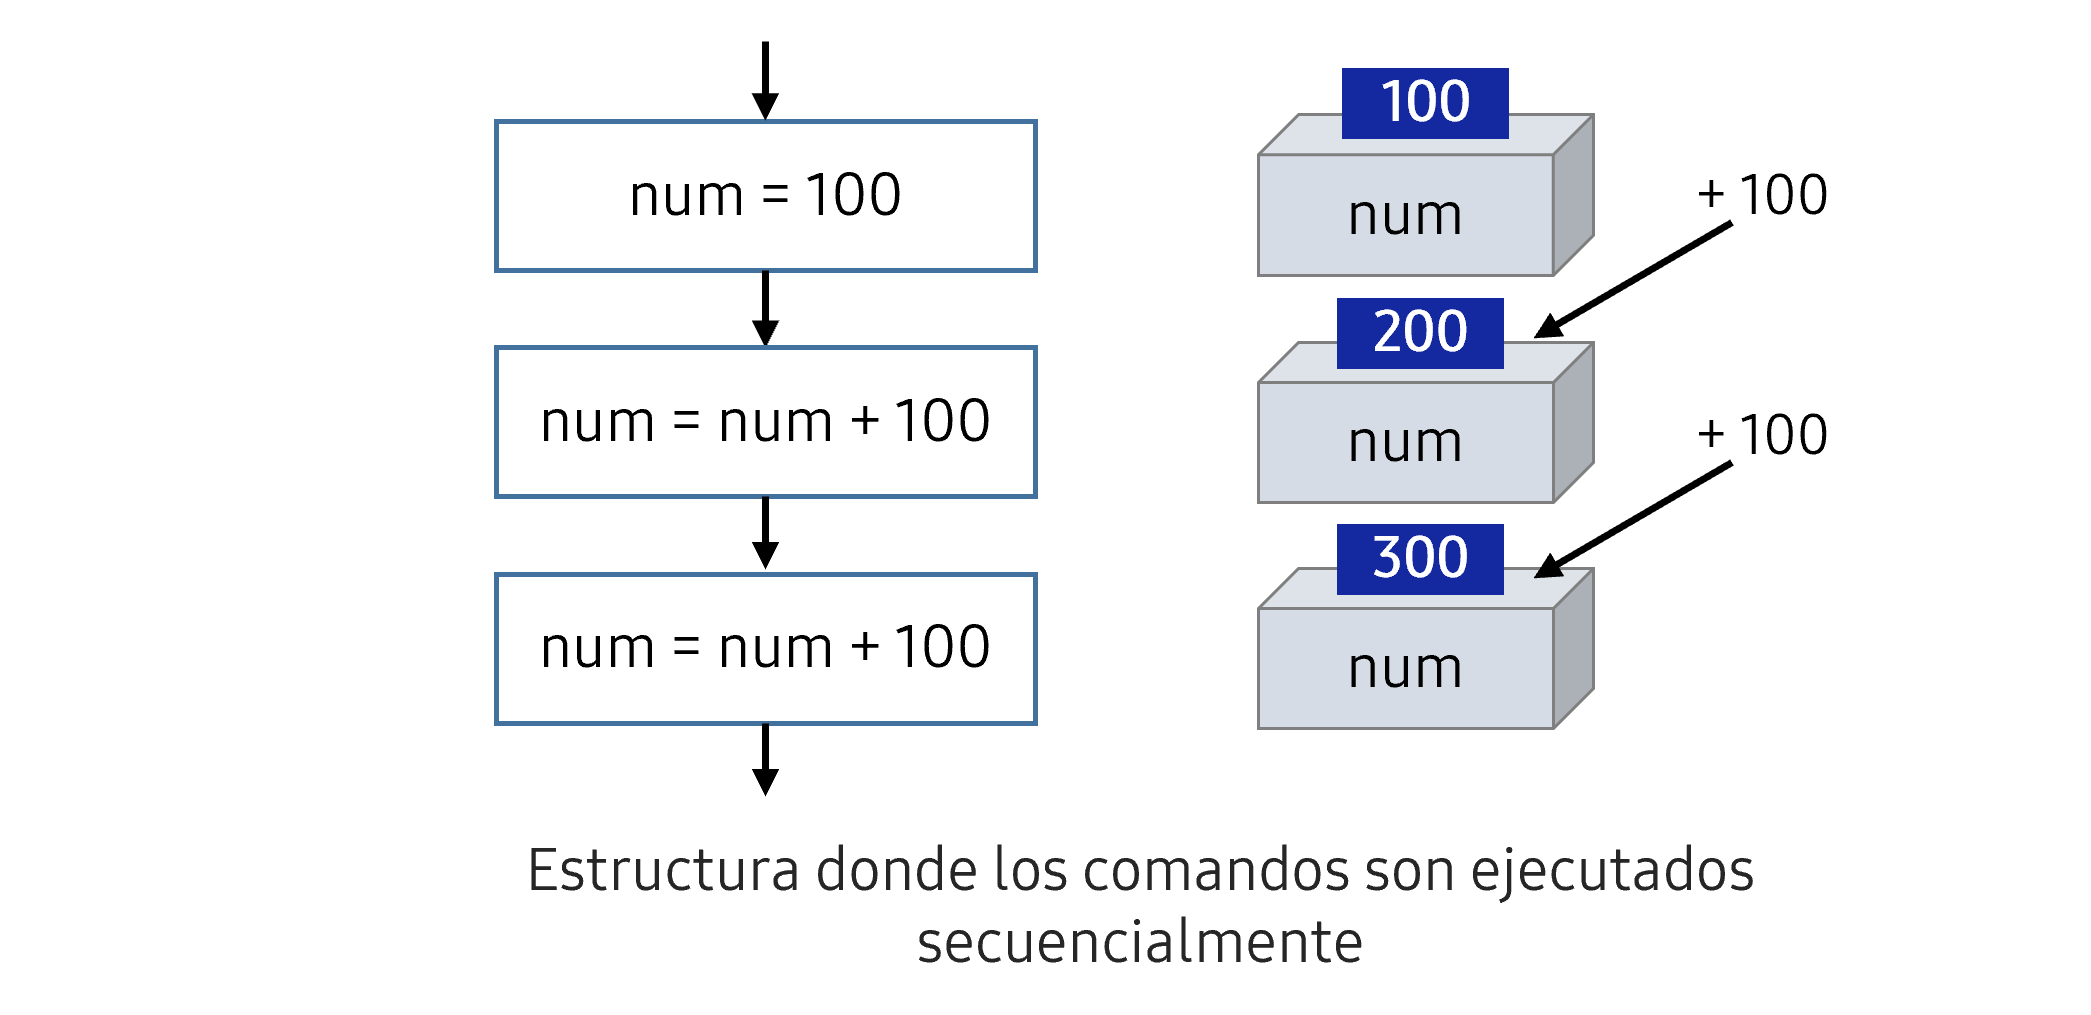 num = 100
num = num + 100
num = num + 100
100
num
+ 100
200
num
+ 100
300
num
Estructura donde los comandos son ejecutados
secuencialmente